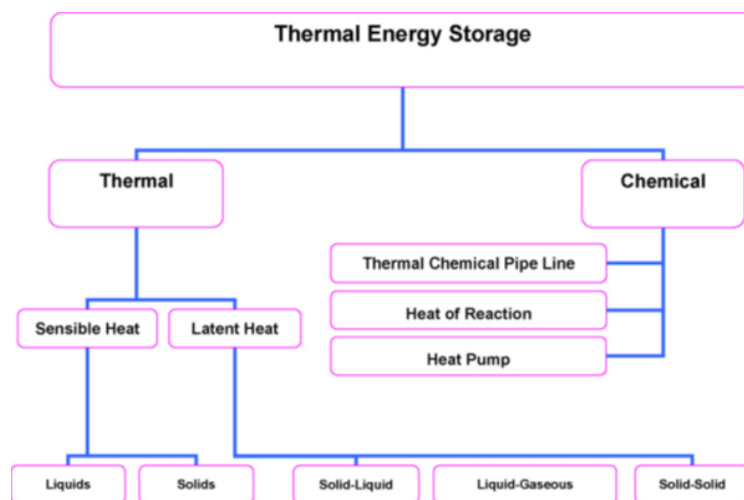 Thermal Energy Storage
Thermal
Chemical
Thermal Chemical Pipe Line
Heat of Reaction
Sensible Heat
Latent Heat
Heat Pump
Liquids
Solids
Solid-Liquid
Liquid-Gaseous
Solid-Solid